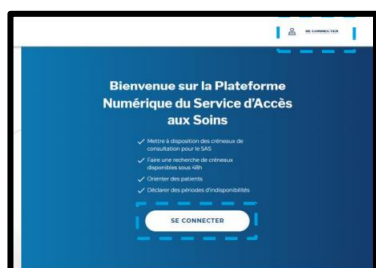 SE CONNECTER
Bienvenue sur la Plateforme
Numérique du Service d'Accès
aux Soins
Mettre à disposition des créneaux de
consultation pour le SAS
Faire une recherche de créneaux
disponibles sous 48h
Orienter des patients
Déclarer des périodes d'indisponibilités
SE CONNECTER